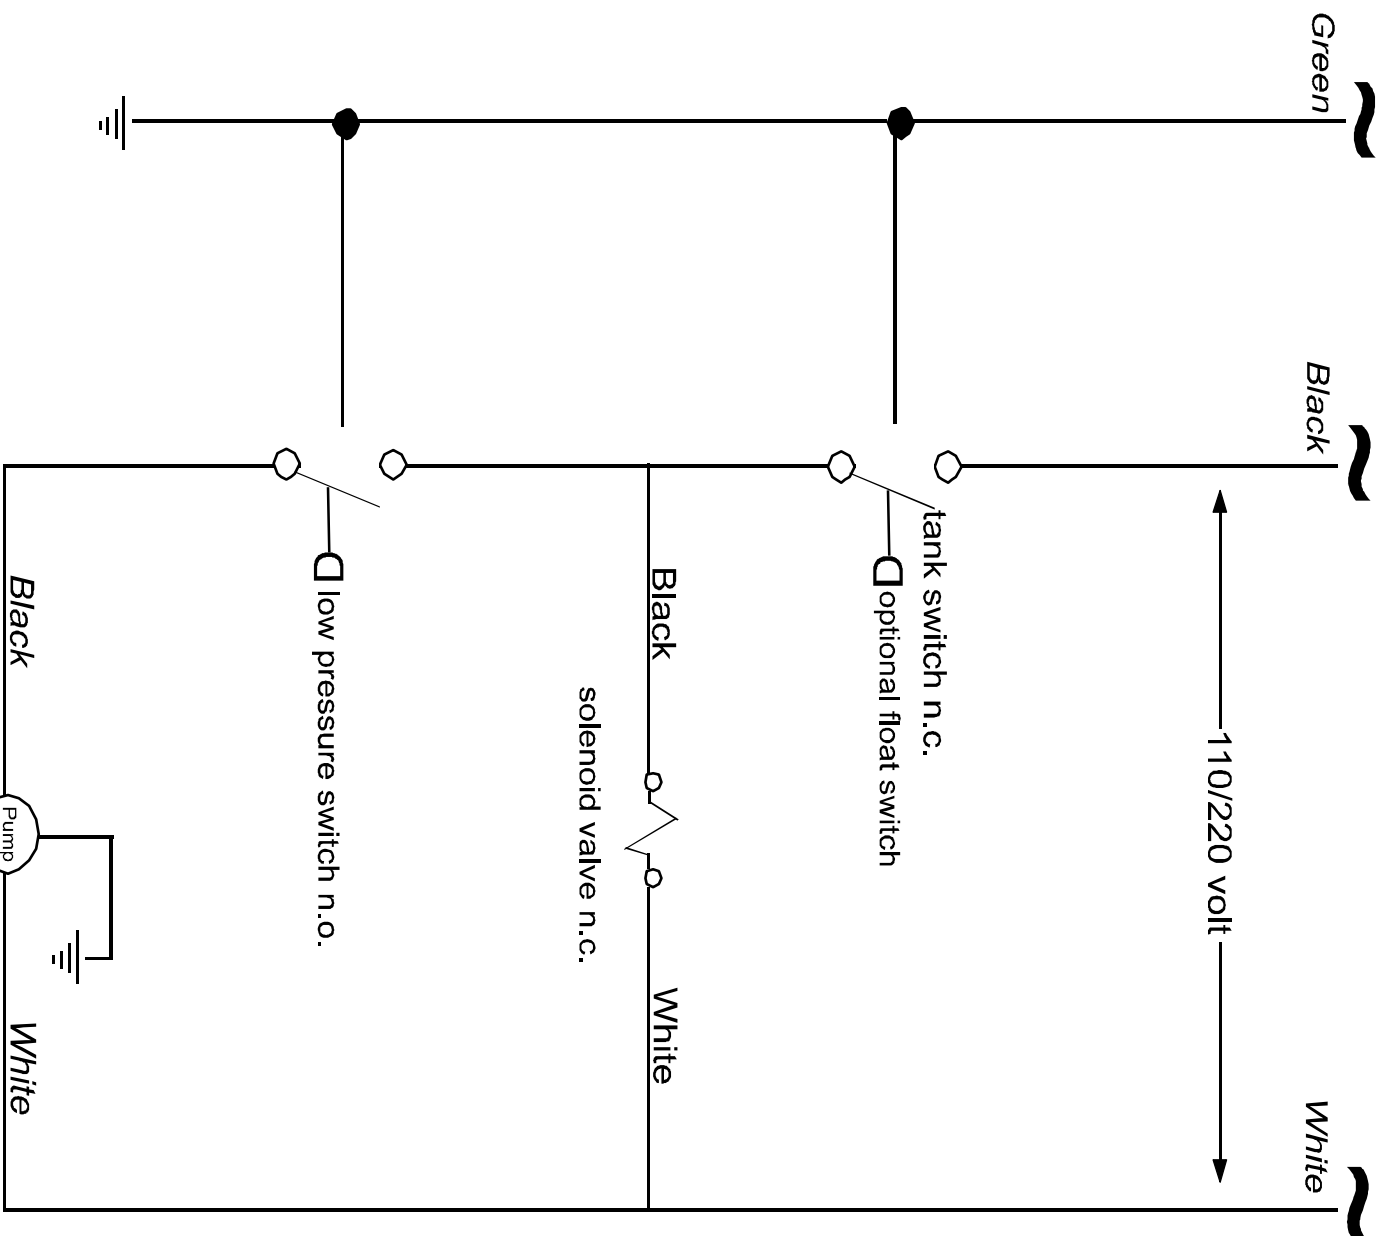 Green
Black
White
110/220 volt
tank switch n.c.
optional float switch
Black
White
solenoid valve n.c.
low pressure switch n.o.
Black
Pump
White